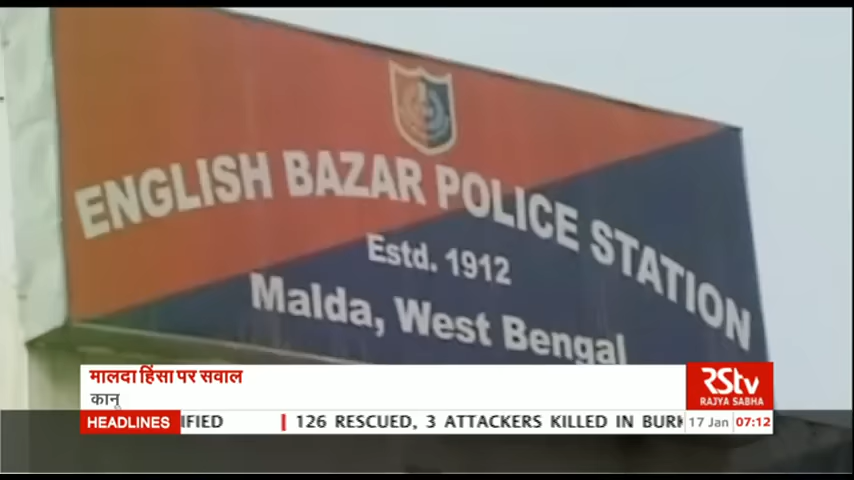 ENGLISH BAZAR POLICE STATION
Estd. 1912
Malda, West Bengal
मालदा हिंसा पर सवाल
कानू
RSTV
RAJYA SABHA
HEADLINES IFIED | 126 RESCUED, 3 ATTACKERS KILLED IN BURK 17 Jan 07:12